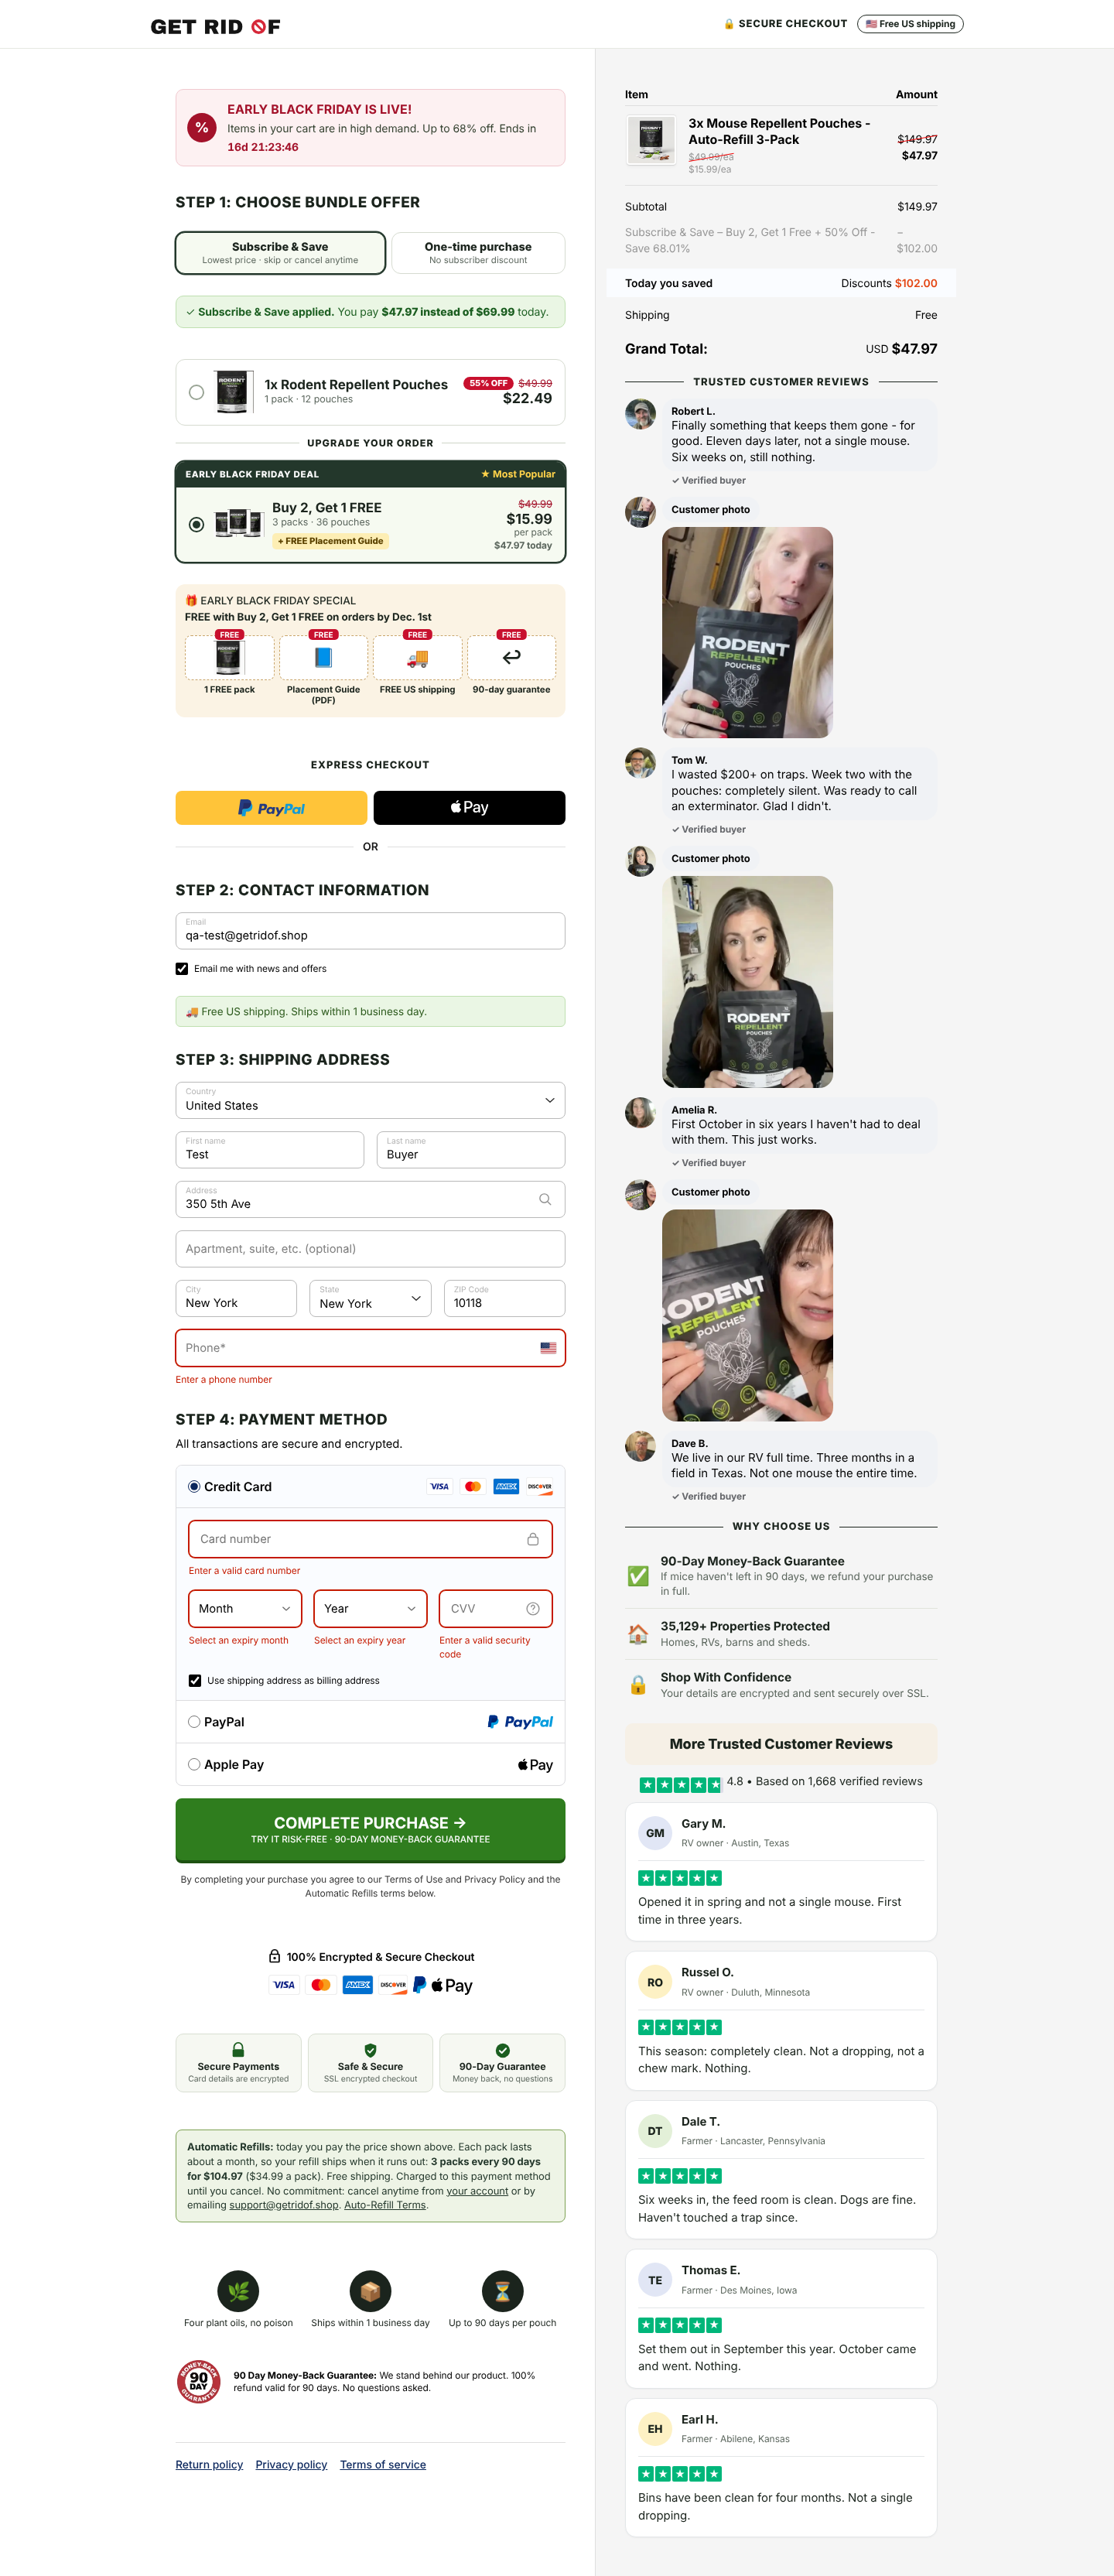 GET RID OF
🔒 SECURE CHECKOUT
🇺🇸 Free US shipping
%
EARLY BLACK FRIDAY IS LIVE!
Items in your cart are in high demand. Up to 68% off. Ends in
16d 21:23:46
STEP 1: CHOOSE BUNDLE OFFER
Subscribe & Save
Lowest price · skip or cancel anytime
One-time purchase
No subscriber discount
✓ Subscribe & Save applied. You pay $47.97 instead of $69.99 today.
RODENT
1x Rodent Repellent Pouches
1 pack · 12 pouches
55% OFF $49.99
$22.49
UPGRADE YOUR ORDER
EARLY BLACK FRIDAY DEAL
★ Most Popular
Buy 2, Get 1 FREE
3 packs · 36 pouches
+ FREE Placement Guide
$49.99
$15.99
per pack
$47.97 today
🎁 EARLY BLACK FRIDAY SPECIAL
FREE with Buy 2, Get 1 FREE on orders by Dec. 1st
FREE
FREE
FREE
FREE
RODENT
1 FREE pack
Placement Guide
(PDF)
FREE US shipping
90-day guarantee
EXPRESS CHECKOUT
PayPal
Pay
OR
STEP 2: CONTACT INFORMATION
Email
qa-test@getridof.shop
Email me with news and offers
🚚 Free US shipping. Ships within 1 business day.
STEP 3: SHIPPING ADDRESS
Country
United States
First name
Test
Last name
Buyer
Address
350 5th Ave
Apartment, suite, etc. (optional)
City
New York
State
New York
ZIP Code
10118
Phone*
Enter a phone number
STEP 4: PAYMENT METHOD
All transactions are secure and encrypted.
Credit Card
VISA
AMEX
DISCOVER
Card number
Enter a valid card number
Month
Year
CVV
Select an expiry month
Select an expiry year
Enter a valid security
code
Use shipping address as billing address
PayPal
PayPal
Apple Pay
Pay
COMPLETE PURCHASE →
TRY IT RISK-FREE · 90-DAY MONEY-BACK GUARANTEE
By completing your purchase you agree to our Terms of Use and Privacy Policy and the
Automatic Refills terms below.
100% Encrypted & Secure Checkout
VISA
AMEX
DISCOVER
Pay
Secure Payments
Card details are encrypted
Safe & Secure
SSL encrypted checkout
90-Day Guarantee
Money back, no questions
Automatic Refills: today you pay the price shown above. Each pack lasts
about a month, so your refill ships when it runs out: 3 packs every 90 days
for $104.97 ($34.99 a pack). Free shipping. Charged to this payment method
until you cancel. No commitment: cancel anytime from your account or by
emailing support@getridof.shop. Auto-Refill Terms.
Four plant oils, no poison
Ships within 1 business day
Up to 90 days per pouch
MONEY-BACK
90
DAY
GUARANTEE
90 Day Money-Back Guarantee: We stand behind our product. 100%
refund valid for 90 days. No questions asked.
Return policy
Privacy policy
Terms of service
Item
Amount
RODENT
3x Mouse Repellent Pouches -
Auto-Refill 3-Pack
$49.99/ea
$15.99/ea
$149.97
$47.97
Subtotal
$149.97
Subscribe & Save – Buy 2, Get 1 Free + 50% Off -
Save 68.01%
–
$102.00
Today you saved
Discounts $102.00
Shipping
Free
Grand Total:
USD $47.97
TRUSTED CUSTOMER REVIEWS
Robert L.
Finally something that keeps them gone - for
good. Eleven days later, not a single mouse.
Six weeks on, still nothing.
✓ Verified buyer
Customer photo
RODENT
REPELLENT
POUCHES
Tom W.
I wasted $200+ on traps. Week two with the
pouches: completely silent. Was ready to call
an exterminator. Glad I didn't.
✓ Verified buyer
Customer photo
RODENT
REPELLENT
POUCHES
Amelia R.
First October in six years I haven't had to deal
with them. This just works.
✓ Verified buyer
Customer photo
RODENT
REPELLENT
POUCHES
Dave B.
We live in our RV full time. Three months in a
field in Texas. Not one mouse the entire time.
✓ Verified buyer
WHY CHOOSE US
90-Day Money-Back Guarantee
If mice haven't left in 90 days, we refund your purchase
in full.
35,129+ Properties Protected
Homes, RVs, barns and sheds.
Shop With Confidence
Your details are encrypted and sent securely over SSL.
More Trusted Customer Reviews
4.8 • Based on 1,668 verified reviews
GM
Gary M.
RV owner · Austin, Texas
Opened it in spring and not a single mouse. First
time in three years.
RO
Russel O.
RV owner · Duluth, Minnesota
This season: completely clean. Not a dropping, not a
chew mark. Nothing.
DT
Dale T.
Farmer · Lancaster, Pennsylvania
Six weeks in, the feed room is clean. Dogs are fine.
Haven't touched a trap since.
TE
Thomas E.
Farmer · Des Moines, Iowa
Set them out in September this year. October came
and went. Nothing.
EH
Earl H.
Farmer · Abilene, Kansas
Bins have been clean for four months. Not a single
dropping.